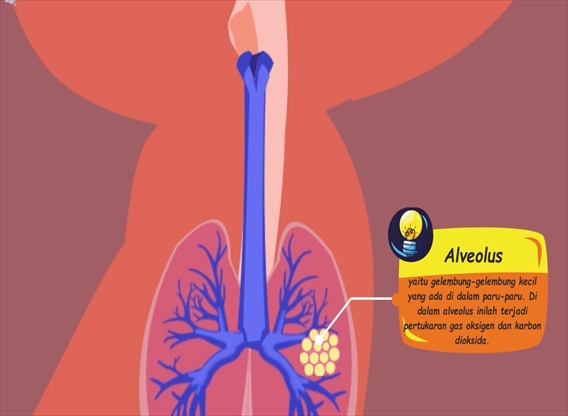 Alveolus
yaitu gelembung-gelembung kecil
yang ada di dalam paru-paru. Di
dalam alveolus inilah terjadi
pertukaran gas oksigen dan karbon
dioksida.